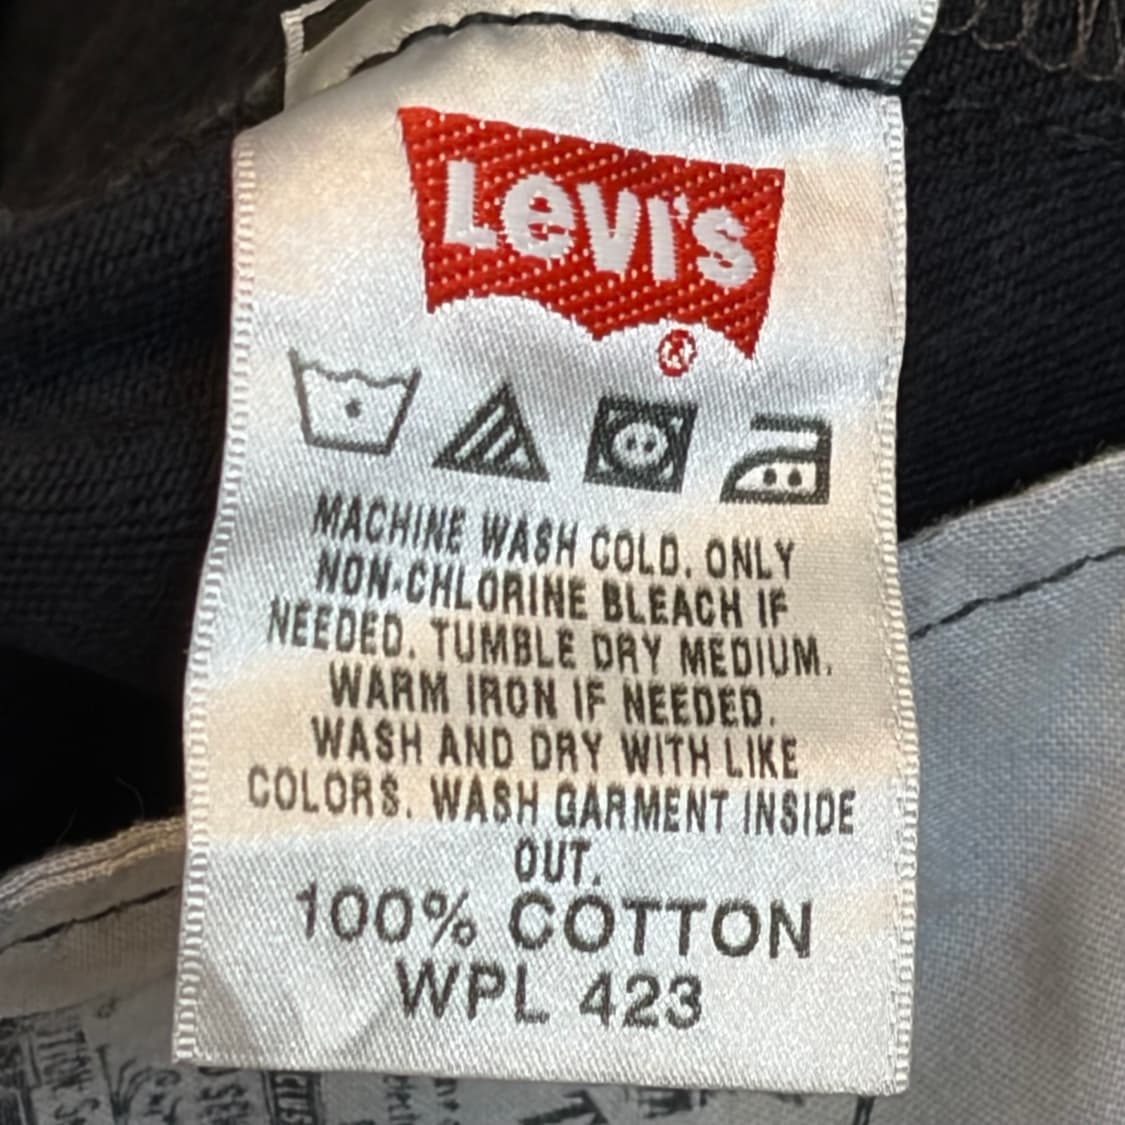 Levi's
®
MACHINE WASH COLD. ONLY
NON-CHLORINE BLEACH IF
NEEDED. TUMBLE DRY MEDIUM.
WARM IRON IF NEEDED.
WASH AND DRY WITH LIKE
COLORS. WASH GARMENT INSIDE
OUT.
100% COTTON
WPL 423